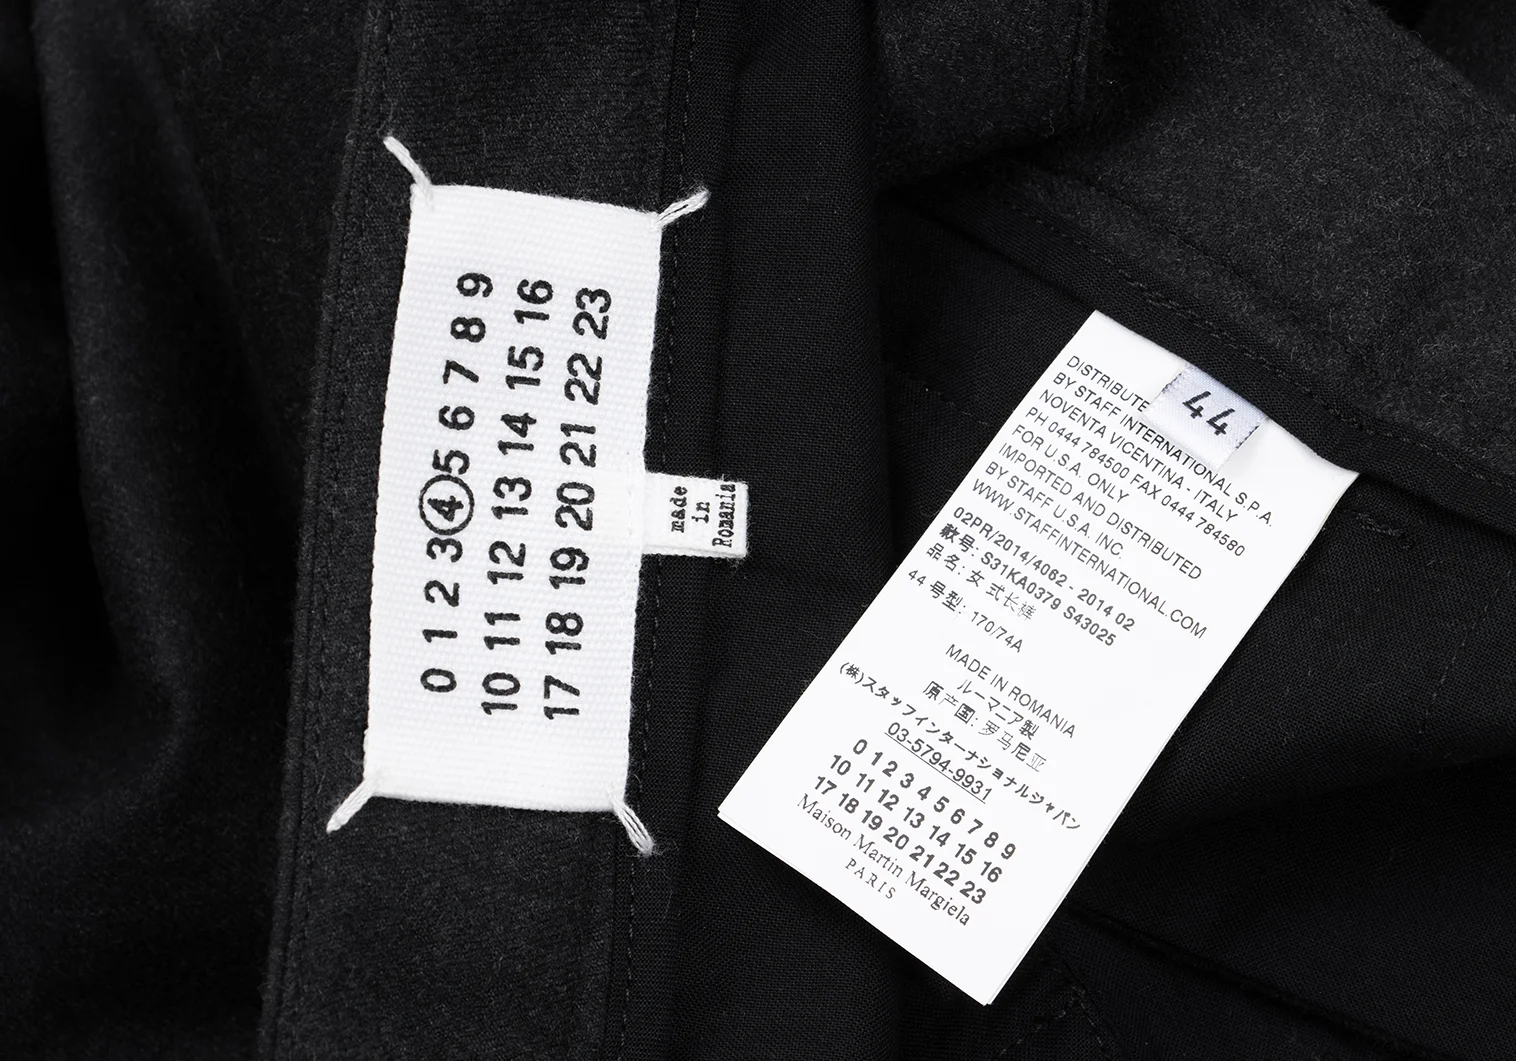 0 1 2 3 4 5 6 7 8 9
10 11 12 13 14 15 16
17 18 19 20 21 22 23
made
in
Romania
44
DISTRIBUTE
BY STAFF INTERNATIONAL S.P.A.
NOVENTA VICENTINA, ITALY
PH 0444 784500 FAX 0444 784580
FOR U.S.A. ONLY
IMPORTED AND DISTRIBUTED
BY STAFF U.S.A. INC.
WWW.STAFFINTERNATIONAL.COM
02PR/2014/4062 - 2014 02
款号: S31KA0379 S43025
品名: 女式长裤
44 号型: 170/74A
MADE IN ROMANIA
ルーマニア製
原产国: 罗马尼亚
(株)スタッフインターナショナルジャパン
03-5794-9931
0 1 2 3 4 5 6 7 8 9
10 11 12 13 14 15 16
17 18 19 20 21 22 23
Maison Martin Margiela
PARIS